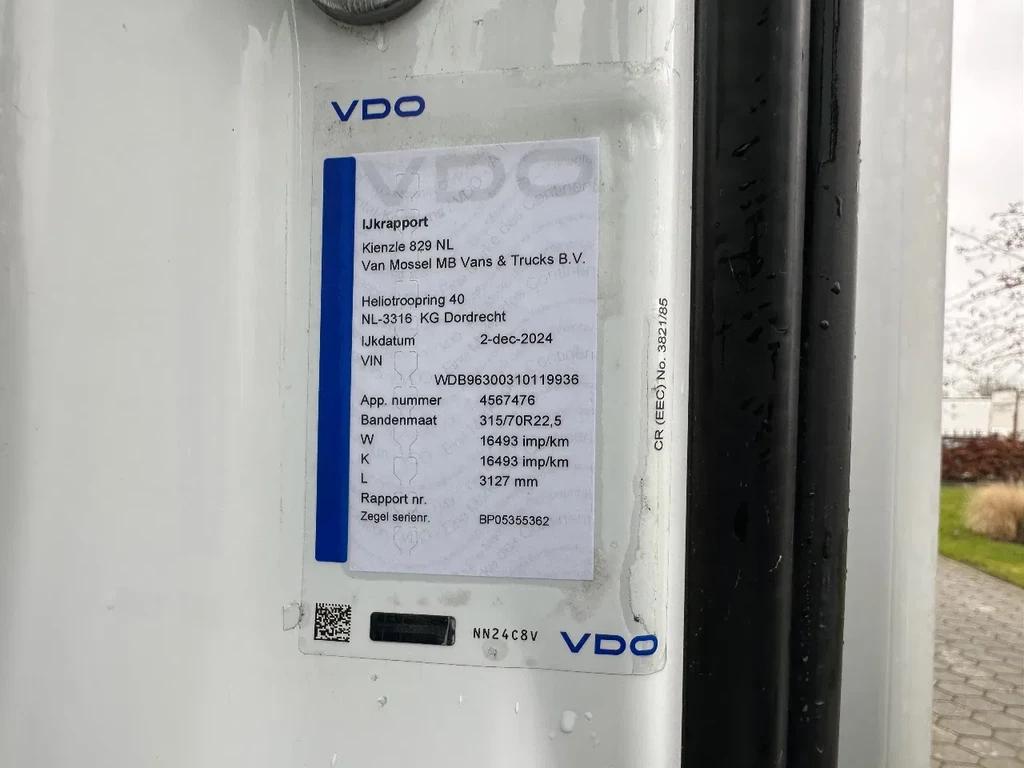 VDO
VDO
IJkrapport
Kienzle 829 NL
Van Mossel MB Vans & Trucks B.V.
Heliotroopring 40
NL-3316 KG Dordrecht
IJkdatum 2-dec-2024
VIN
WDB96300310119936
App. nummer 4567476
Bandenmaat 315/70R22,5
W 16493 imp/km
K 16493 imp/km
L 3127 mm
Rapport nr.
Zegel serienr. BP05355362
CR (EEC) No. 3821/85
NN24C8V
VDO